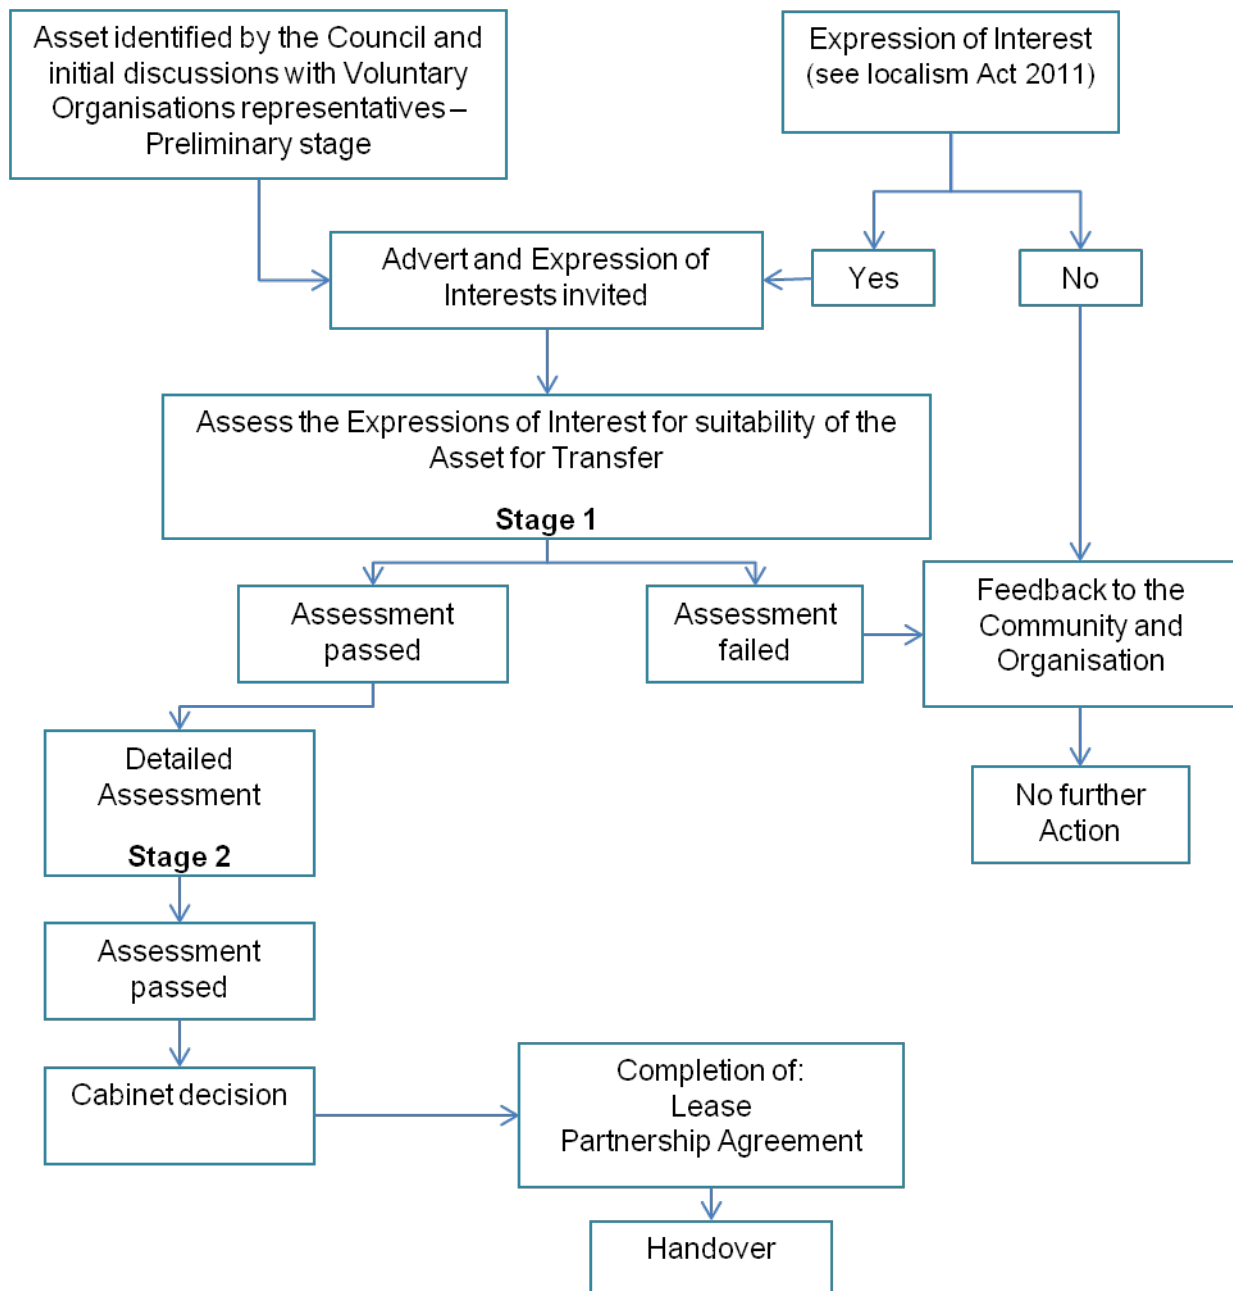 Asset identified by the Council and
initial discussions with Voluntary
Organisations representatives –
Preliminary stage
Expression of Interest
(see localism Act 2011)
Advert and Expression of
Interests invited
Yes
No
Assess the Expressions of Interest for suitability of the
Asset for Transfer
Stage 1
Assessment
passed
Assessment
failed
Feedback to the
Community and
Organisation
Detailed
Assessment
Stage 2
No further
Action
Assessment
passed
Cabinet decision
Completion of:
Lease
Partnership Agreement
Handover